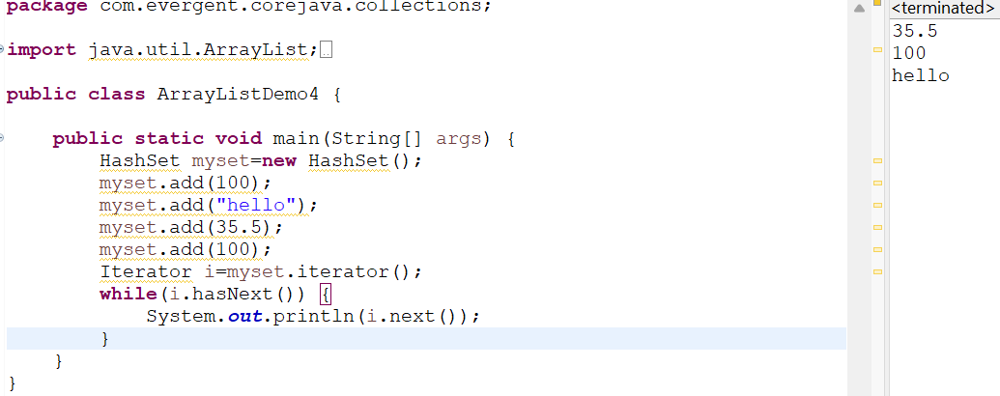 package com.evergent.corejava.collections;
import java.util.ArrayList;
public class ArrayListDemo4 {
public static void main(String[] args) {
HashSet myset=new HashSet();
myset.add(100);
myset.add("hello");
myset.add(35.5);
myset.add(100);
Iterator i=myset.iterator();
while(i.hasNext()) {
System.out.println(i.next());
}
}
}
<terminated>
35.5
100
hello